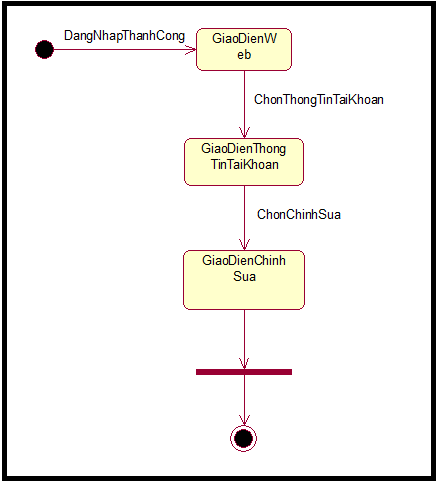 DangNhapThanhCong
GiaoDienW
eb
ChonThongTinTaiKhoan
GiaoDienThong
TinTaiKhoan
ChonChinhSua
GiaoDienChinh
Sua